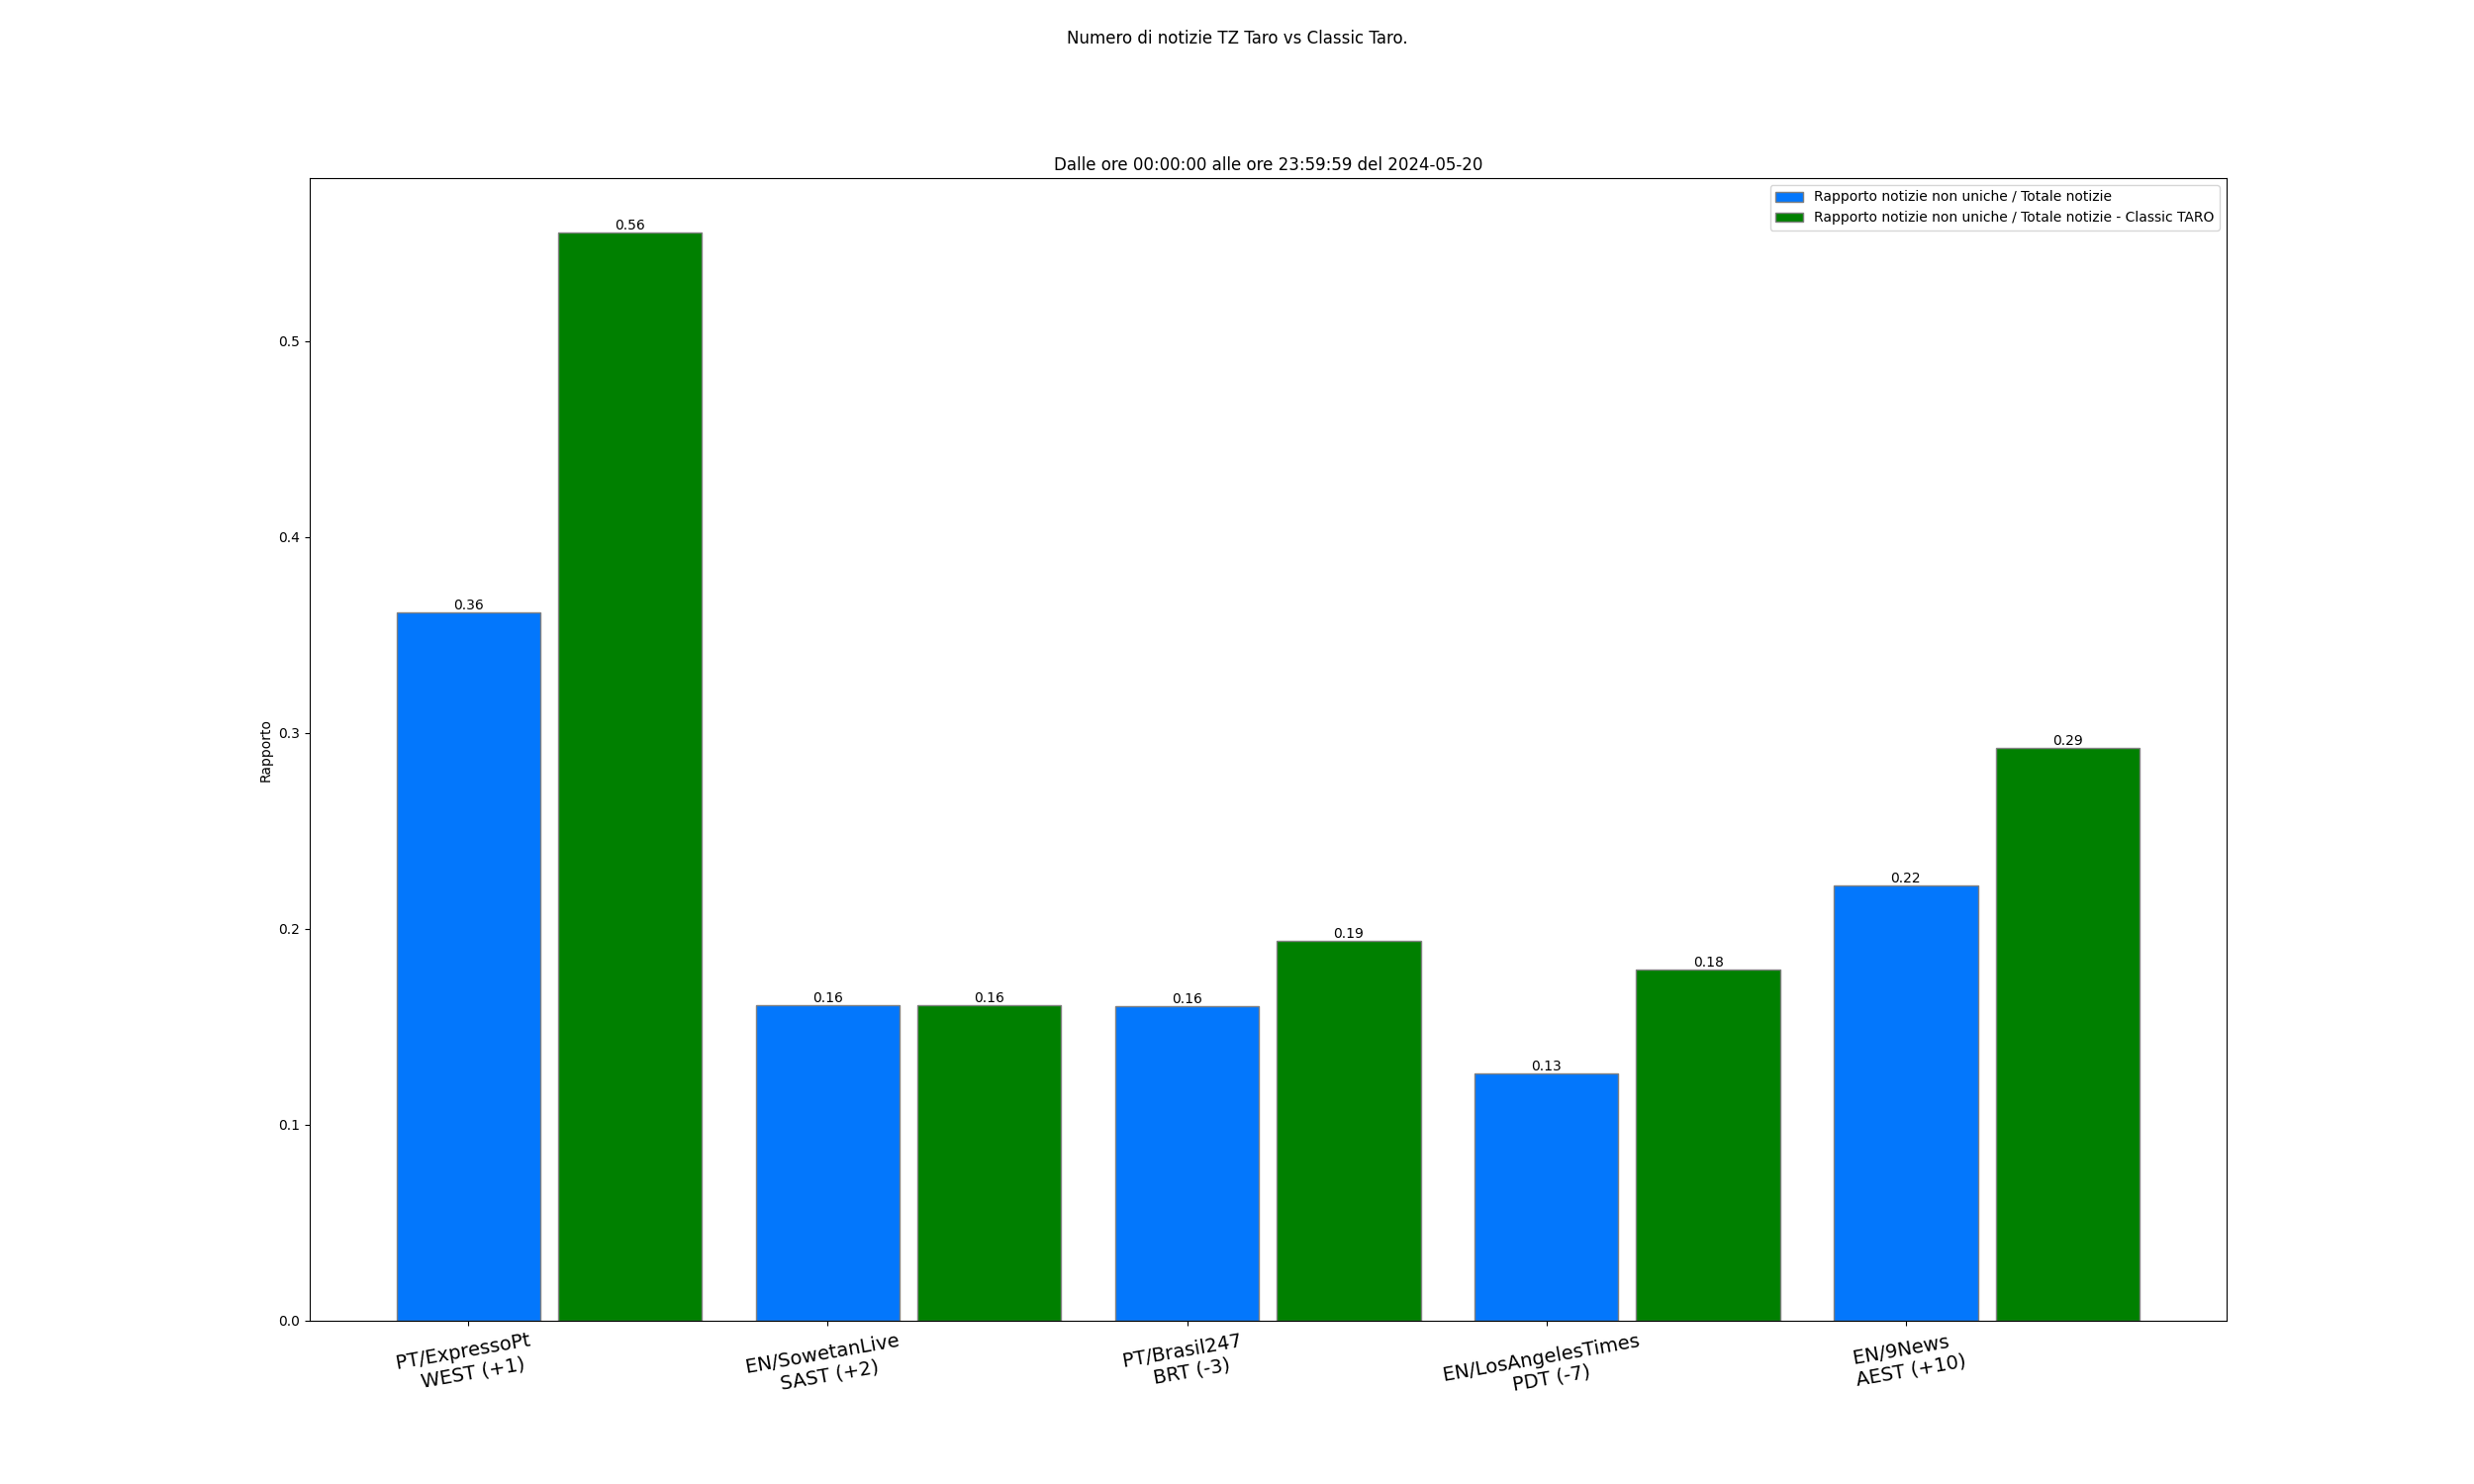 Numero di notizie TZ Taro vs Classic Taro.
Dalle ore 00:00:00 alle ore 23:59:59 del 2024-05-20
Rapporto notizie non uniche / Totale notizie
Rapporto notizie non uniche / Totale notizie - Classic TARO
Rapporto
0.5
0.4
0.3
0.2
0.1
0.0
0.36
0.56
0.16
0.16
0.16
0.19
0.13
0.18
0.22
0.29
PT/ExpressoPt
WEST (+1)
EN/SowetanLive
SAST (+2)
PT/Brasil247
BRT (-3)
EN/LosAngelesTimes
PDT (-7)
EN/9News
AEST (+10)